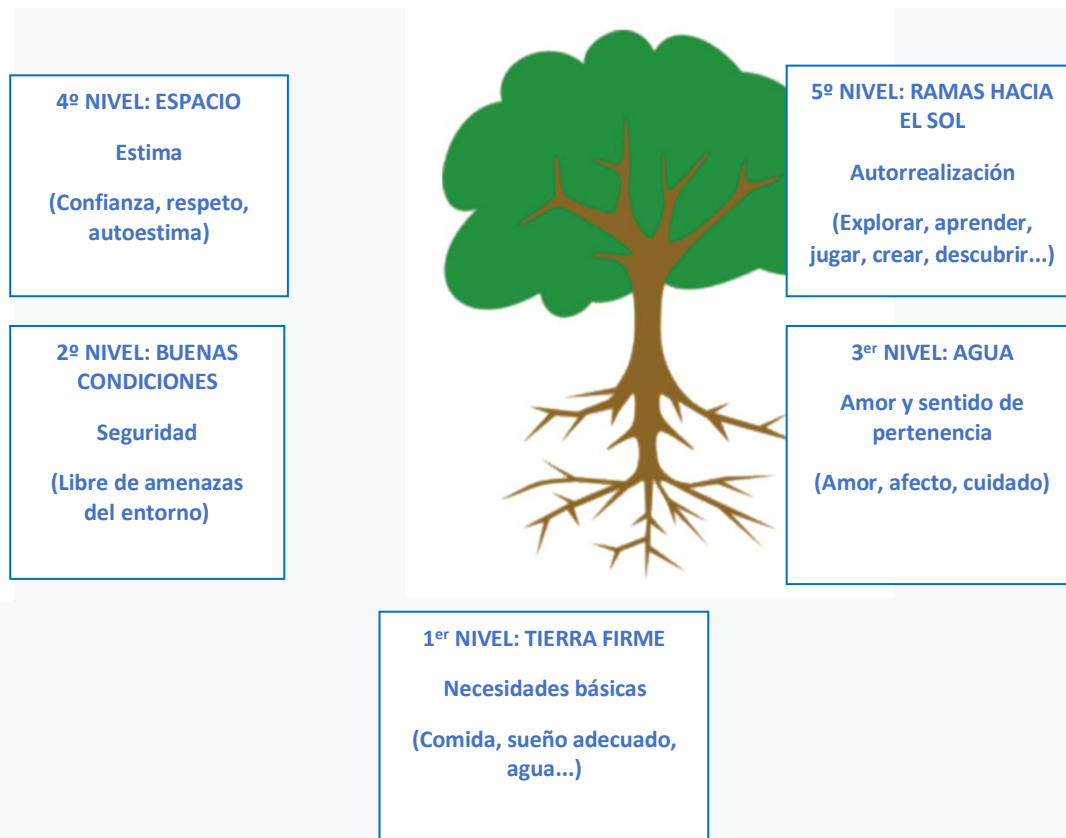 4º NIVEL: ESPACIO
Estima
(Confianza, respeto,
autoestima)
5º NIVEL: RAMAS HACIA
EL SOL
Autorrealización
(Explorar, aprender,
jugar, crear, descubrir...)
2º NIVEL: BUENAS
CONDICIONES
Seguridad
(Libre de amenazas
del entorno)
3er NIVEL: AGUA
Amor y sentido de
pertenencia
(Amor, afecto, cuidado)
1er NIVEL: TIERRA FIRME
Necesidades básicas
(Comida, sueño adecuado,
agua...)